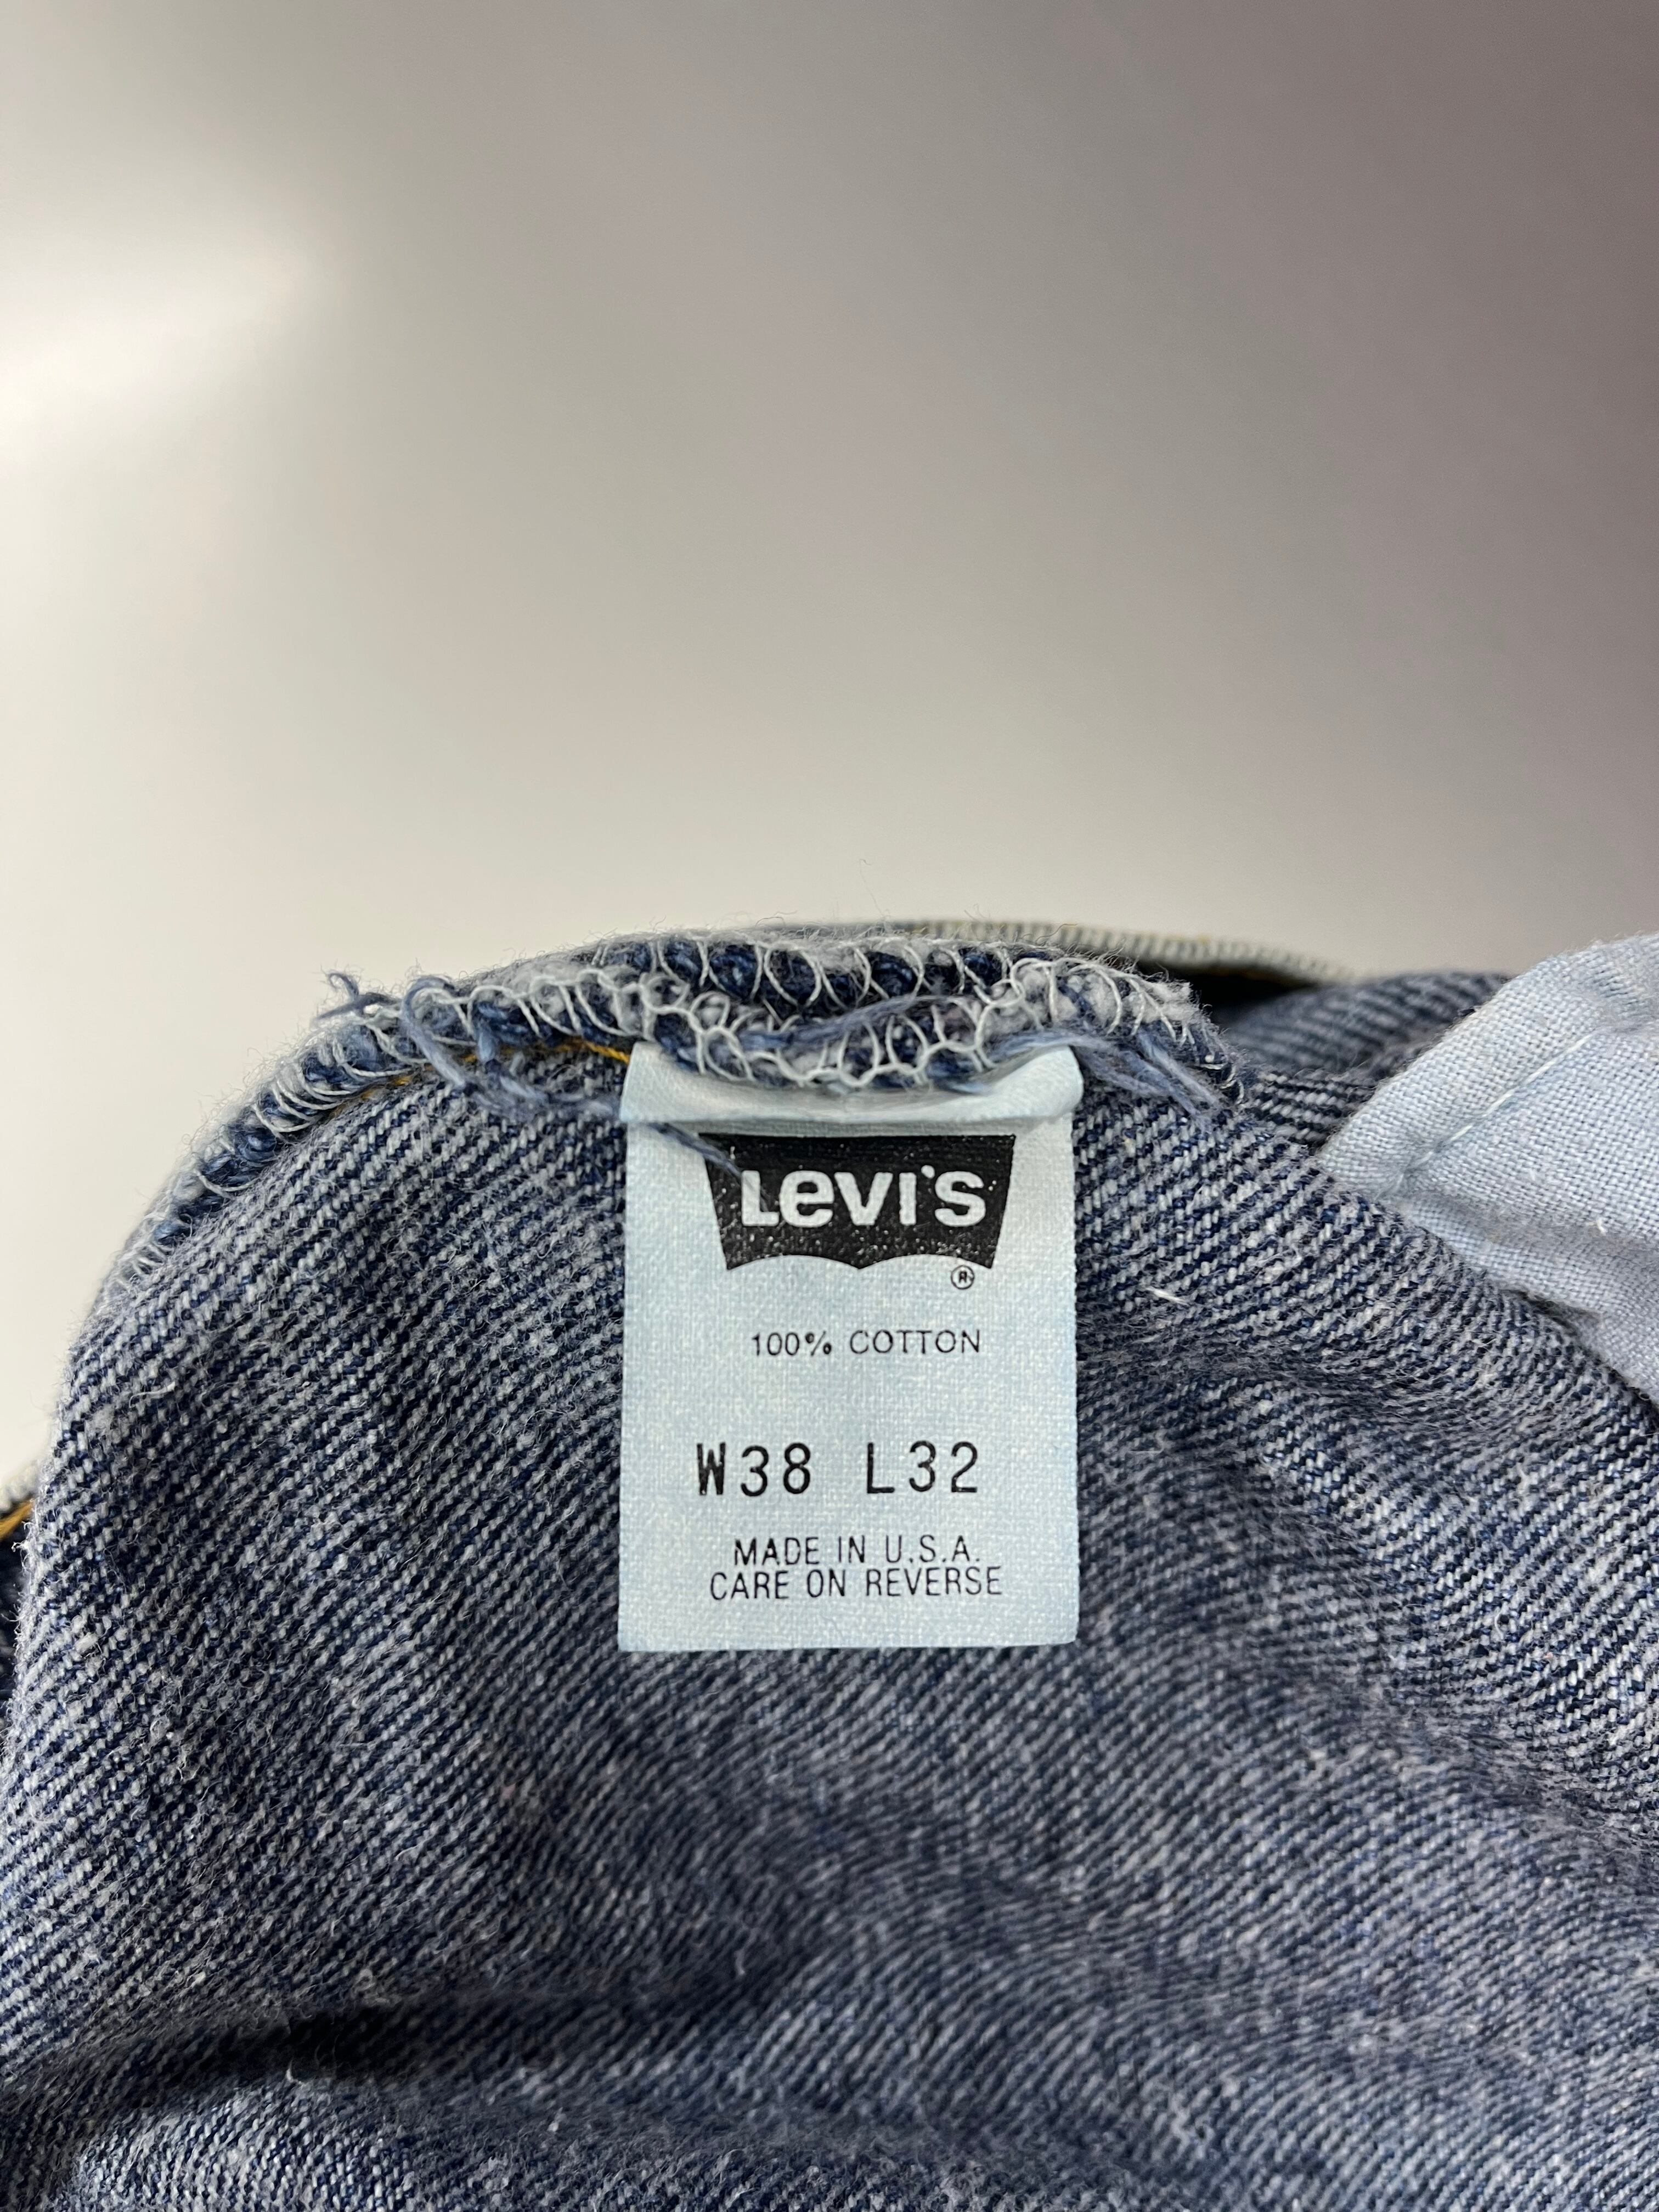 Levi's
®
100% COTTON
W38 L32
MADE IN U.S.A.
CARE ON REVERSE